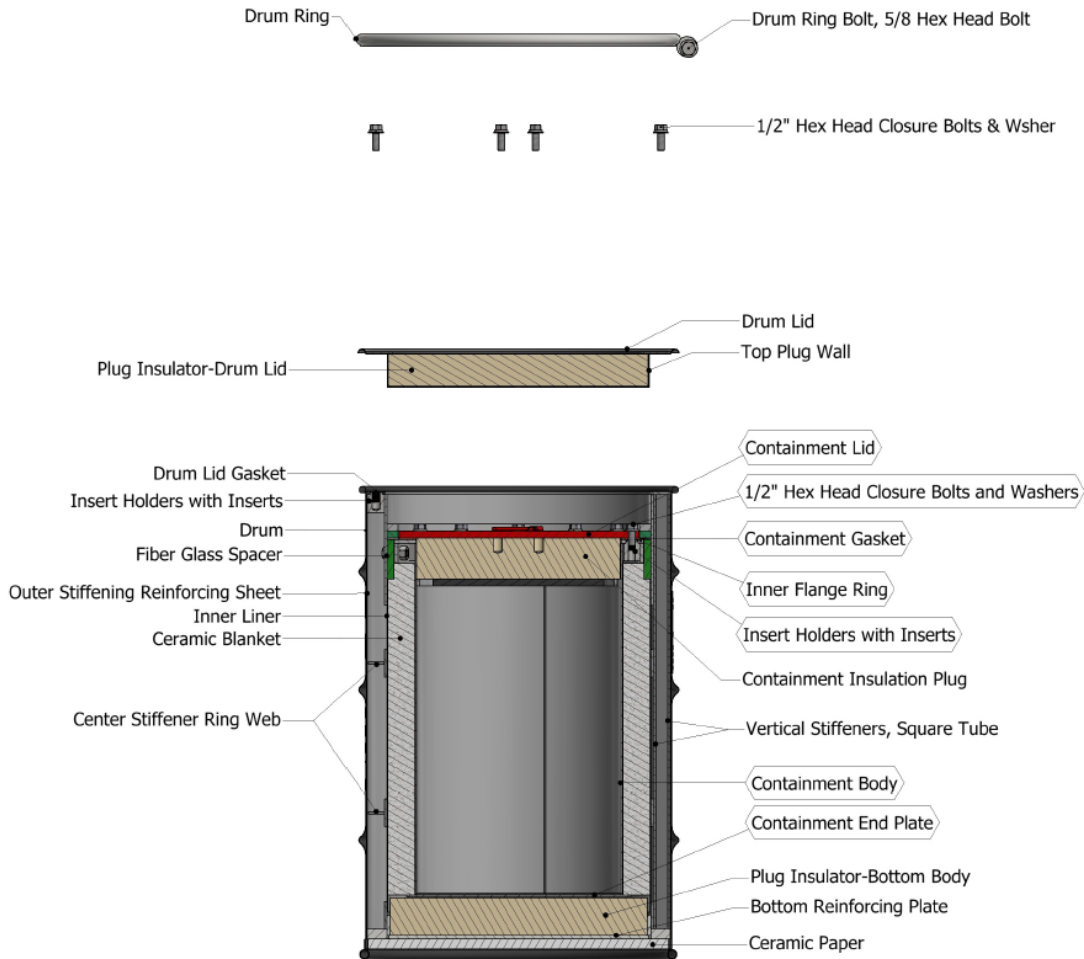 Drum Ring
Drum Ring Bolt, 5/8 Hex Head Bolt
1/2" Hex Head Closure Bolts & Wsher
Drum Lid
Top Plug Wall
Plug Insulator-Drum Lid
Containment Lid
Drum Lid Gasket
1/2" Hex Head Closure Bolts and Washers
Insert Holders with Inserts
Drum
Containment Gasket
Fiber Glass Spacer
Inner Flange Ring
Outer Stiffening Reinforcing Sheet
Inner Liner
Insert Holders with Inserts
Ceramic Blanket
Containment Insulation Plug
Center Stiffener Ring Web
Vertical Stiffeners, Square Tube
Containment Body
Containment End Plate
Plug Insulator-Bottom Body
Bottom Reinforcing Plate
Ceramic Paper